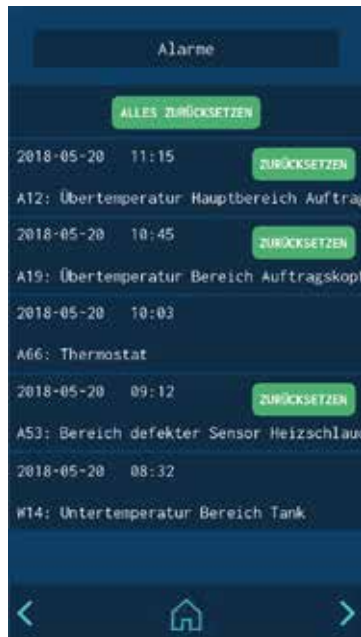 Alarme
ALLES ZURÜCKSETZEN
2018-05-20 11:15 ZURÜCKSETZEN
A12: Übertemperatur Hauptbereich Auftrag
2018-05-20 10:45 ZURÜCKSETZEN
A19: Übertemperatur Bereich Auftragskopf
2018-05-20 10:03
A66: Thermostat
2018-05-20 09:12 ZURÜCKSETZEN
A53: Bereich defekter Sensor Heizschlauc
2018-05-20 08:32
W14: Untertemperatur Bereich Tank